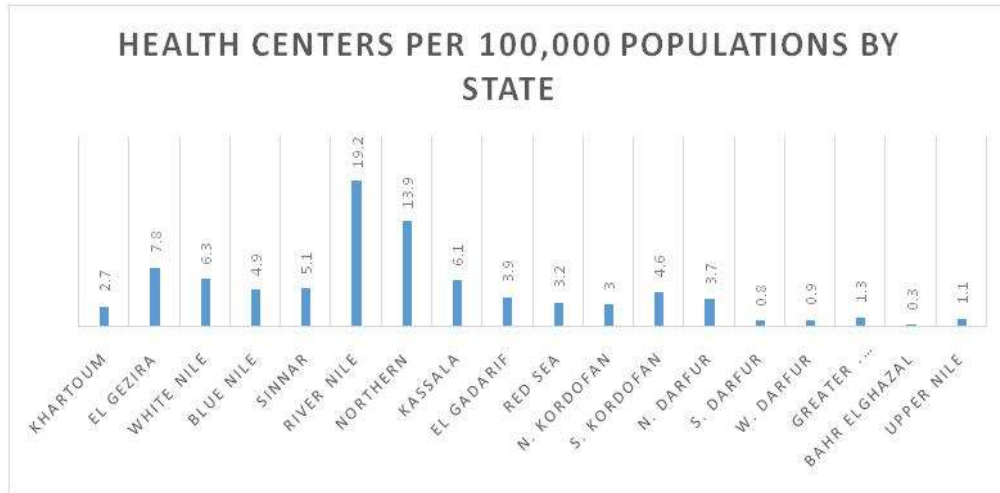 HEALTH CENTERS PER 100,000 POPULATIONS BY
STATE
2.7
7.8
6.3
4.9
5.1
19.2
13.9
6.1
3.9
3.2
3
4.6
3.7
0.8
0.9
1.3
0.3
1.1
KHARTOUM
EL GEZIRA
WHITE NILE
BLUE NILE
SINNAR
RIVER NILE
NORTHERN
KASSALA
EL GADARIF
RED SEA
N. KORDOFAN
S. KORDOFAN
N. DARFUR
S. DARFUR
W. DARFUR
GREATER ...
BAHR ELGHAZAL
UPPER NILE